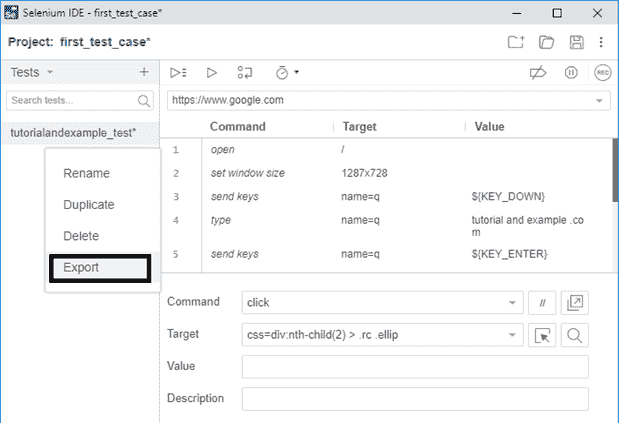 Selenium IDE - first_test_case*
Project: first_test_case*
Tests
+
Search tests...
tutorialandexample_test*
Rename
Duplicate
Delete
Export
REC
https://www.google.com
Command Target Value
1 open /
2 set window size 1287x728
3 send keys name=q ${KEY_DOWN}
4 type name=q tutorial and example .co
m
5 send keys name=q ${KEY_ENTER}
Command click //
Target css=div:nth-child(2) > .rc .ellip
Value
Description